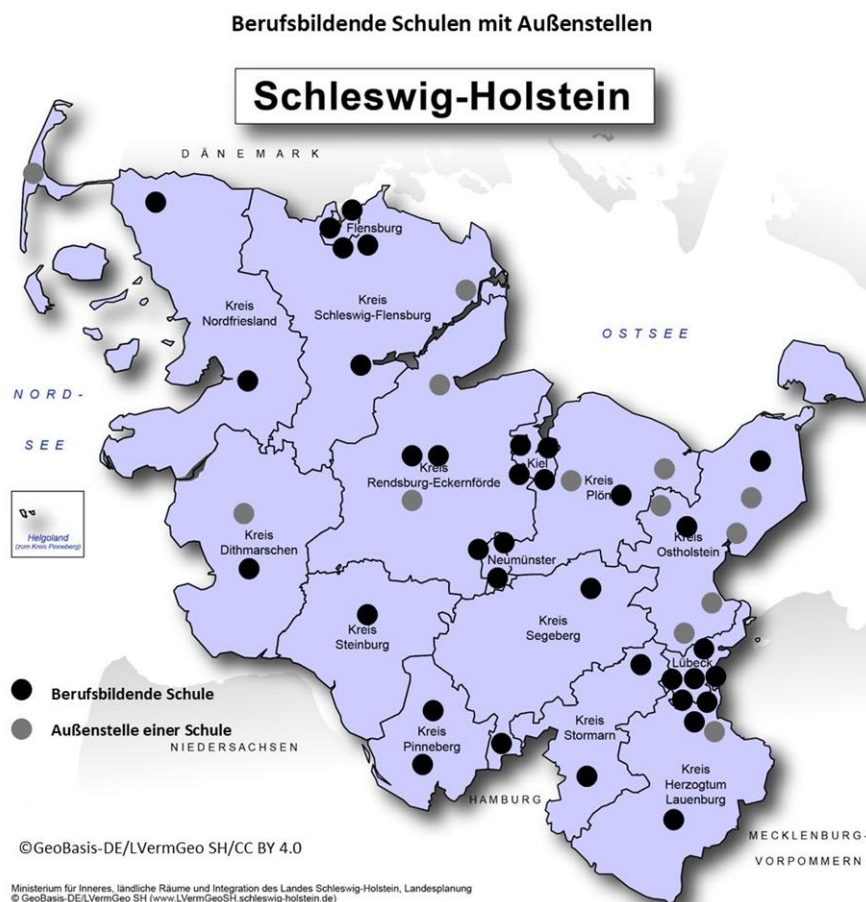 Berufsbildende Schulen mit Außenstellen
Schleswig-Holstein
DÄNEMARK
Flensburg
Kreis
Nordfriesland
Kreis
Schleswig-Flensburg
OSTSEE
NORD-
SEE
Kreis
Rendsburg-Eckernförde
Kiel
Kreis
Plön
Kreis
Ostholstein
Helgoland
(zum Kreis Pinneberg)
Kreis
Dithmarschen
Neumünster
Kreis
Steinburg
Kreis
Segeberg
Lübeck
Berufsbildende Schule
Außenstelle einer Schule
NIEDERSACHSEN
Kreis
Pinneberg
Kreis
Stormarn
Kreis
Herzogtum
Lauenburg
HAMBURG
MECKLENBURG-
VORPOMMERN
©GeoBasis-DE/LVermGeo SH/CC BY 4.0
Ministerium für Inneres, ländliche Räume und Integration des Landes Schleswig-Holstein, Landesplanung
© GeoBasis-DE/LVermGeo SH (www.LVermGeoSH.schleswig-holstein.de)